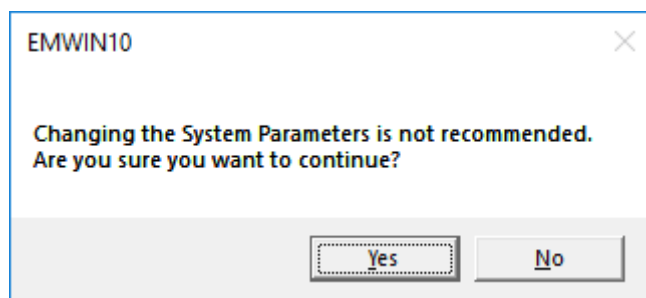 EMWIN10
Changing the System Parameters is not recommended.
Are you sure you want to continue?
Yes No